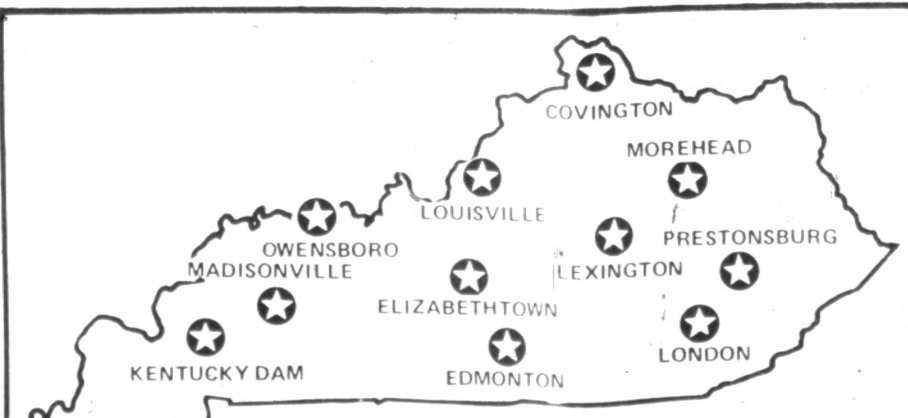 COVINGTON
MOREHEAD
LOUISVILLE
OWENSBORO
PRESTONSBURG
MADISONVILLE
LEXINGTON
ELIZABETHTOWN
LONDON
KENTUCKY DAM
EDMONTON